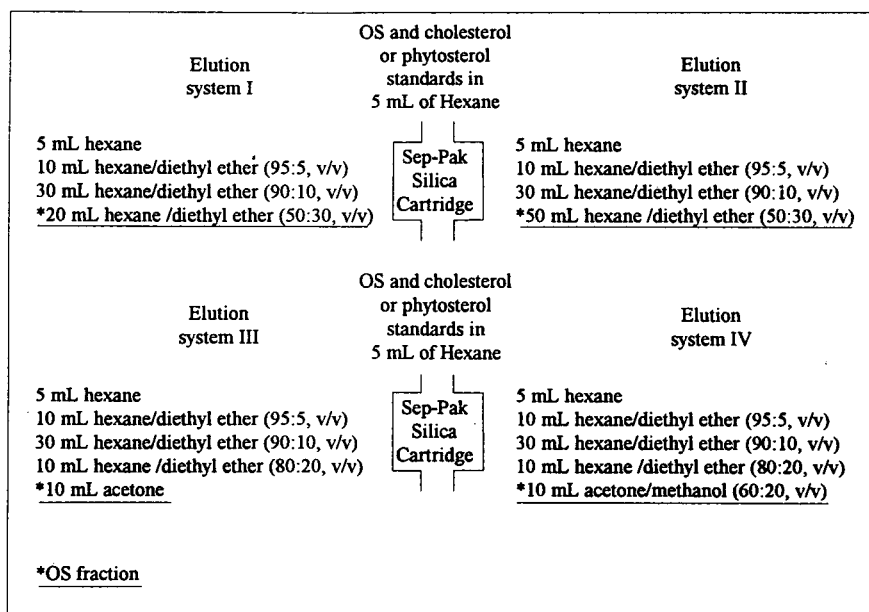 Elution
system I
OS and cholesterol
or phytosterol
standards in
5 mL of Hexane
Elution
system II
5 mL hexane
10 mL hexane/diethyl ether (95:5, v/v)
30 mL hexane/diethyl ether (90:10, v/v)
*20 mL hexane /diethyl ether (50:30, v/v)
Sep-Pak
Silica
Cartridge
5 mL hexane
10 mL hexane/diethyl ether (95:5, v/v)
30 mL hexane/diethyl ether (90:10, v/v)
*50 mL hexane /diethyl ether (50:30, v/v)
Elution
system III
OS and cholesterol
or phytosterol
standards in
5 mL of Hexane
Elution
system IV
5 mL hexane
10 mL hexane/diethyl ether (95:5, v/v)
30 mL hexane/diethyl ether (90:10, v/v)
10 mL hexane /diethyl ether (80:20, v/v)
*10 mL acetone
Sep-Pak
Silica
Cartridge
5 mL hexane
10 mL hexane/diethyl ether (95:5, v/v)
30 mL hexane/diethyl ether (90:10, v/v)
10 mL hexane /diethyl ether (80:20, v/v)
*10 mL acetone/methanol (60:20, v/v)
*OS fraction